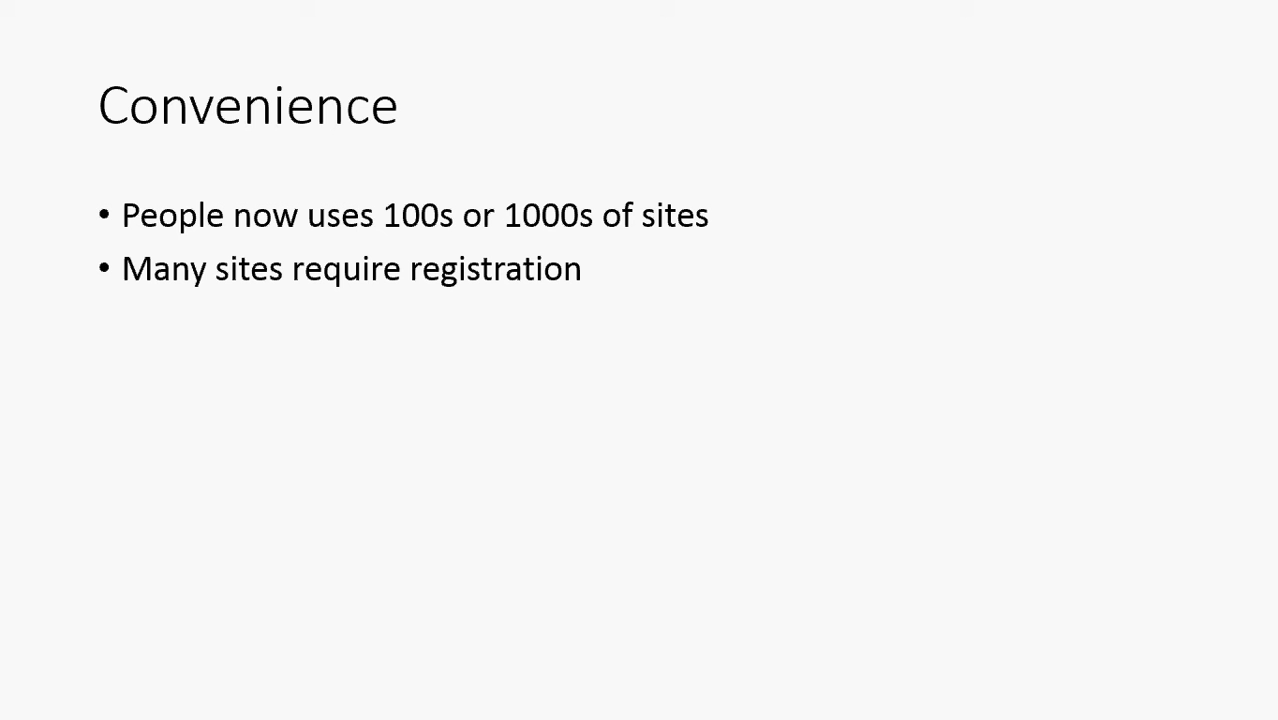 Convenience
• People now uses 100s or 1000s of sites
• Many sites require registration